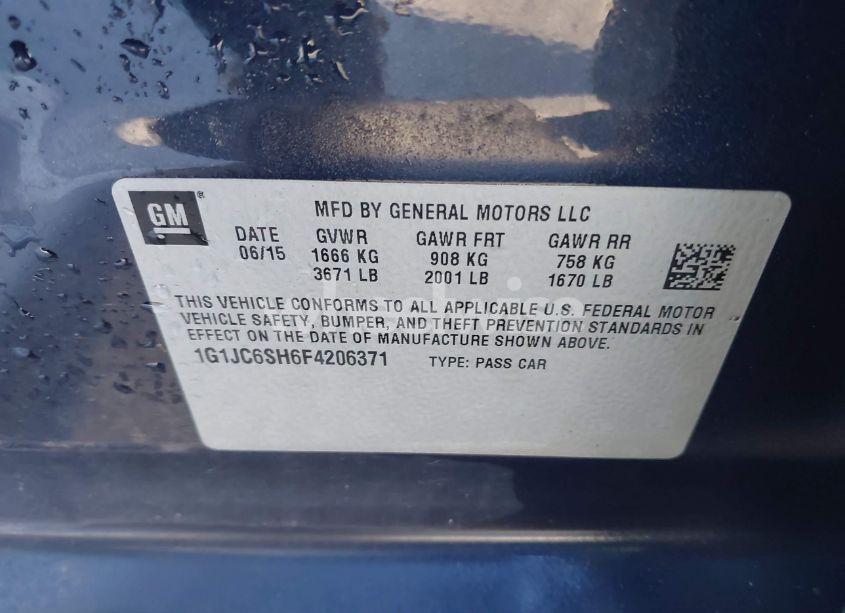 GM ®
MFD BY GENERAL MOTORS LLC
DATE GVWR GAWR FRT GAWR RR
06/15 1666 KG 908 KG 758 KG
3671 LB 2001 LB 1670 LB
THIS VEHICLE CONFORMS TO ALL APPLICABLE U.S. FEDERAL MOTOR
VEHICLE SAFETY, BUMPER, AND THEFT PREVENTION STANDARDS IN
EFFECT ON THE DATE OF MANUFACTURE SHOWN ABOVE.
1G1JC6SH6F4206371 TYPE: PASS CAR